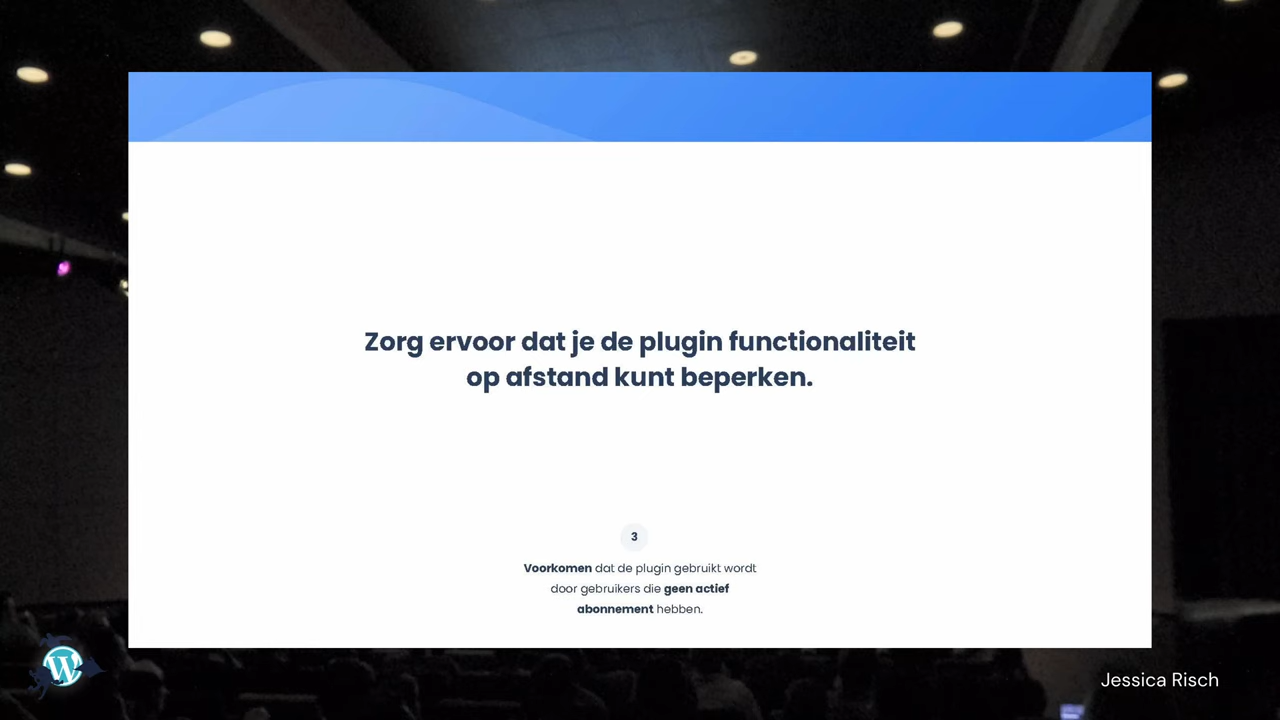 Zorg ervoor dat je de plugin functionaliteit
op afstand kunt beperken.
3
Voorkomen dat de plugin gebruikt wordt
door gebruikers die geen actief
abonnement hebben.
W
Jessica Risch